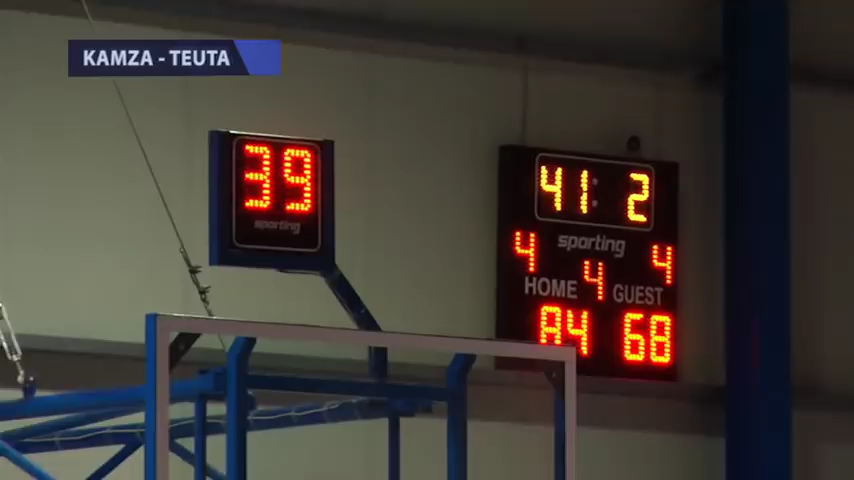 KAMZA - TEUTA
39
sporting
41:2
sporting
4 4 4
HOME GUEST
84 68